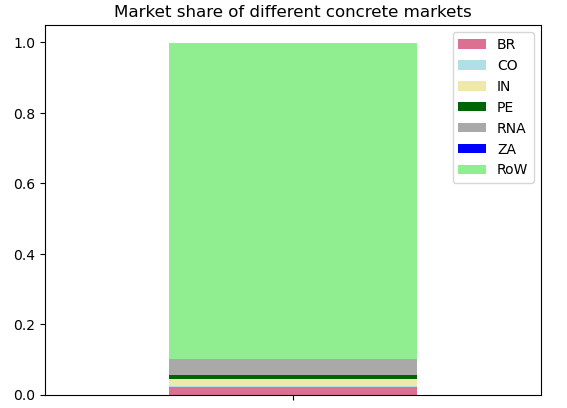 Market share of different concrete markets
1.0
0.8
0.6
0.4
0.2
0.0
BR
CO
IN
PE
RNA
ZA
RoW